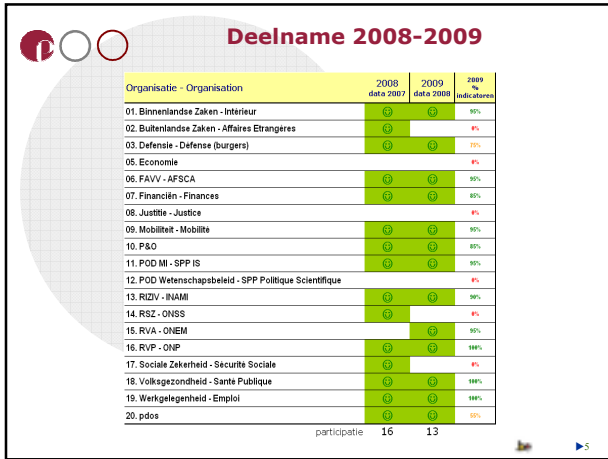 Deelname 2008-2009
Organisatie - Organisation 2008 data 2007 2009 data 2008 2009 % indicatoren
01. Binnenlandse Zaken - Intérieur 95%
02. Buitenlandse Zaken - Affaires Etrangères 0%
03. Defensie - Défense (burgers) 75%
05. Economie 0%
06. FAVV - AFSCA 95%
07. Financiën - Finances 85%
08. Justitie - Justice 0%
09. Mobiliteit - Mobilité 95%
10. P&O 85%
11. POD MI - SPP IS 95%
12. POD Wetenschapsbeleid - SPP Politique Scientifique 0%
13. RIZIV - INAMI 90%
14. RSZ - ONSS 0%
15. RVA - ONEM 95%
16. RVP - ONP 100%
17. Sociale Zekerheid - Sécurité Sociale 0%
18. Volksgezondheid - Santé Publique 100%
19. Werkgelegenheid - Emploi 100%
20. pdos 55%
participatie 16 13
.be 5